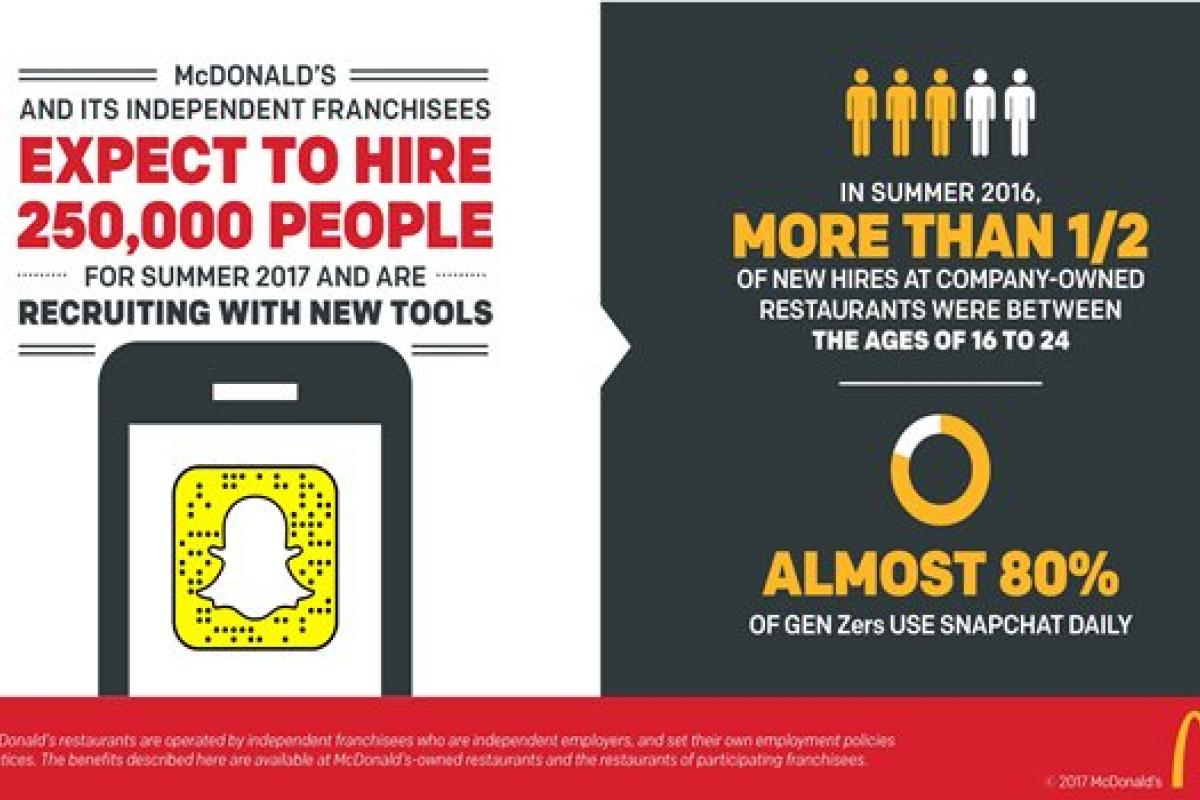 McDONALD'S
AND ITS INDEPENDENT FRANCHISEES
EXPECT TO HIRE
250,000 PEOPLE
FOR SUMMER 2017 AND ARE
RECRUITING WITH NEW TOOLS
IN SUMMER 2016,
MORE THAN 1/2
OF NEW HIRES AT COMPANY-OWNED
RESTAURANTS WERE BETWEEN
THE AGES OF 16 TO 24
ALMOST 80%
OF GEN Zers USE SNAPCHAT DAILY
Donald's restaurants are operated by independent franchisees who are independent employers, and set their own employment policies
tices. The benefits described here are available at McDonald's-owned restaurants and the restaurants of participating franchisees.
© 2017 McDonald's